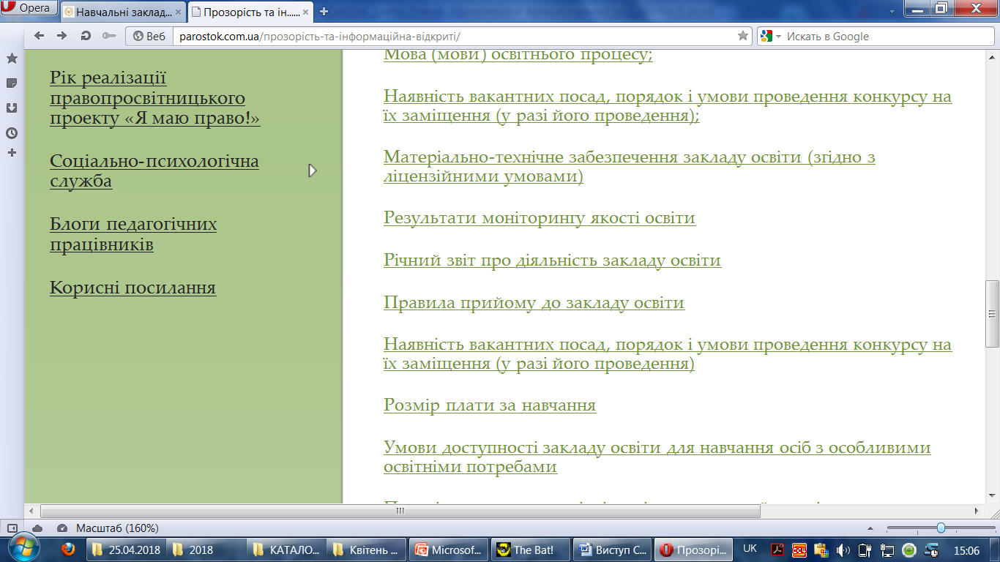 Opera
Навчальні заклад...
Прозорість та ін......
Веб
parostok.com.ua/прозорість-та-інформаційна-відкриті/
Искать в Google
Рік реалізації
правопросвітницького
проекту «Я маю право!»
Соціально-психологічна
служба
Блоги педагогічних
працівників
Корисні посилання
Мова (мови) освітнього процесу;
Наявність вакантних посад, порядок і умови проведення конкурсу на
їх заміщення (у разі його проведення);
Матеріально-технічне забезпечення закладу освіти (згідно з
ліцензійними умовами)
Результати моніторингу якості освіти
Річний звіт про діяльність закладу освіти
Правила прийому до закладу освіти
Наявність вакантних посад, порядок і умови проведення конкурсу на
їх заміщення (у разі його проведення)
Розмір плати за навчання
Умови доступності закладу освіти для навчання осіб з особливими
освітніми потребами
Масштаб (160%)
25.04.2018
2018
КАТАЛО...
Квітень ...
Microsof...
The Bat!
Виступ С...
Прозорі...
UK
15:06